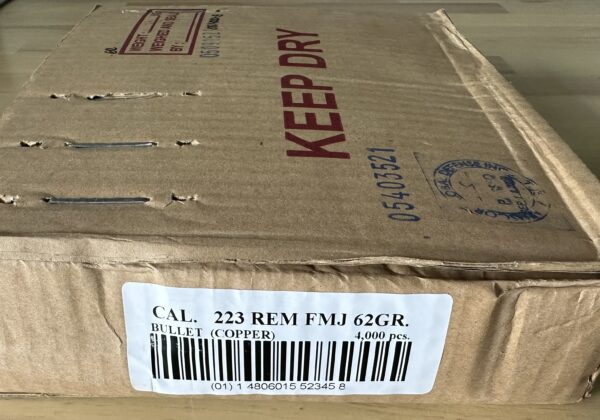 WEIGHT
WEIGHED AND SEAL
BY:
KEEP DRY
05403521
CAL. 223 REM FMJ 62GR.
BULLET (COPPER) 4,000 pcs.
(01) 1 4806015 52345 8